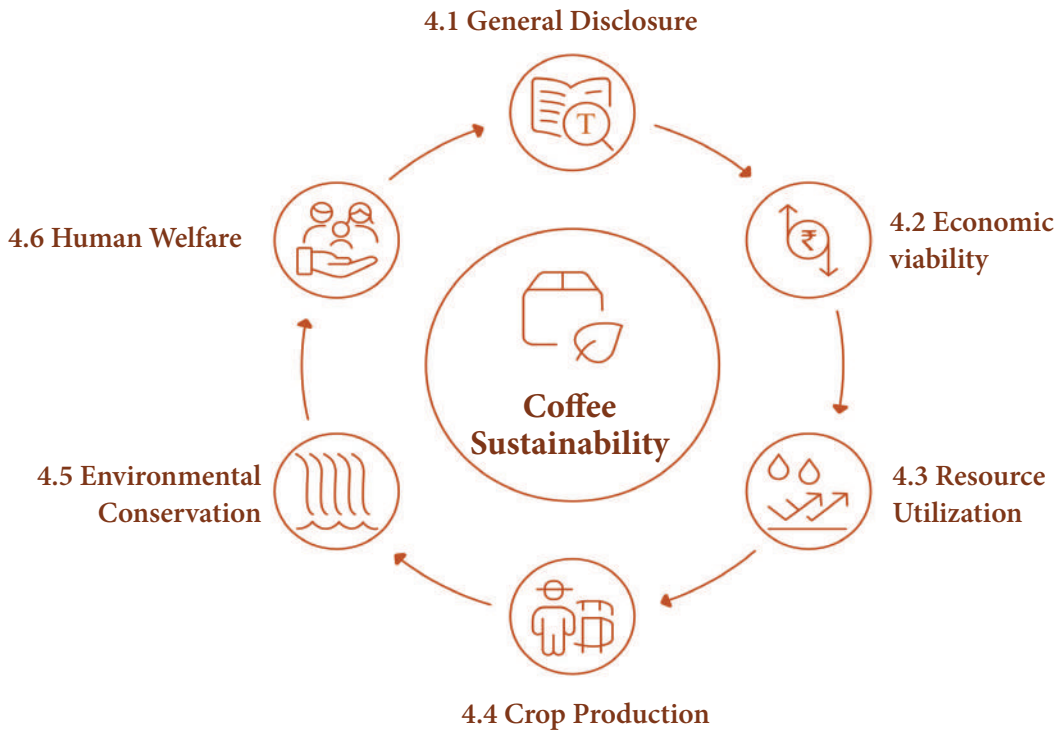 4.1 General Disclosure
T
4.6 Human Welfare
₹
4.2 Economic
viability
Coffee
Sustainability
4.5 Environmental
Conservation
4.3 Resource
Utilization
4.4 Crop Production